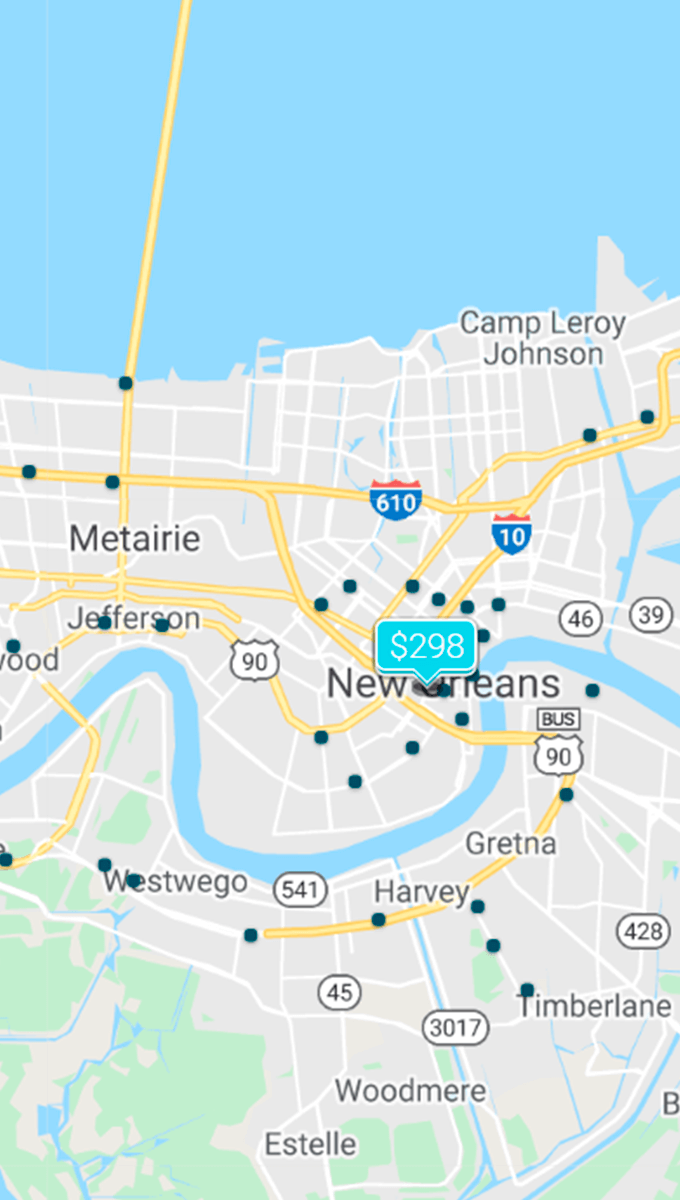 Camp Leroy
Johnson
610
10
Metairie
Jefferson
46
39
wood
90
$298
New Orleans
BUS
90
Gretna
Westwego
541
Harvey
428
45
Timberlane
3017
Woodmere
B
Estelle